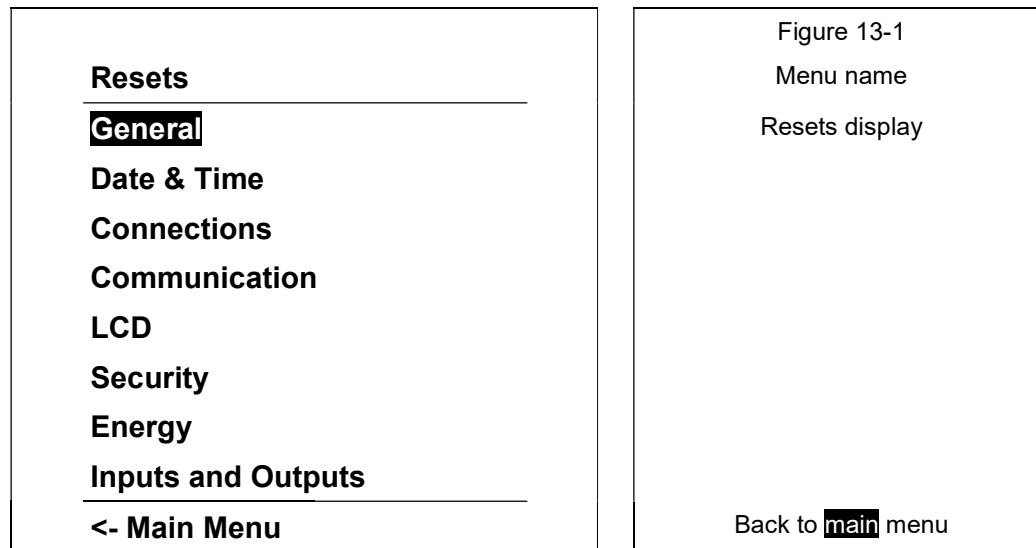 Resets
General
Date & Time
Connections
Communication
LCD
Security
Energy
Inputs and Outputs
<- Main Menu
Figure 13-1
Menu name
Resets display
Back to main menu